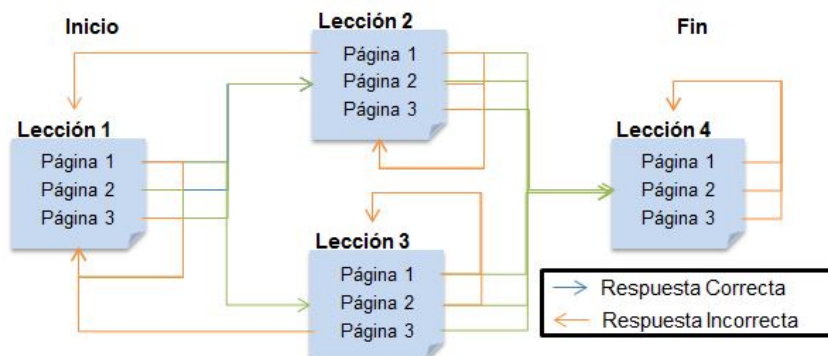 Inicio
Lección 2
Fin
Página 1
Página 2
Página 3
Lección 1
Página 1
Página 2
Página 3
Lección 4
Página 1
Página 2
Página 3
Lección 3
Página 1
Página 2
Página 3
Respuesta Correcta
Respuesta Incorrecta